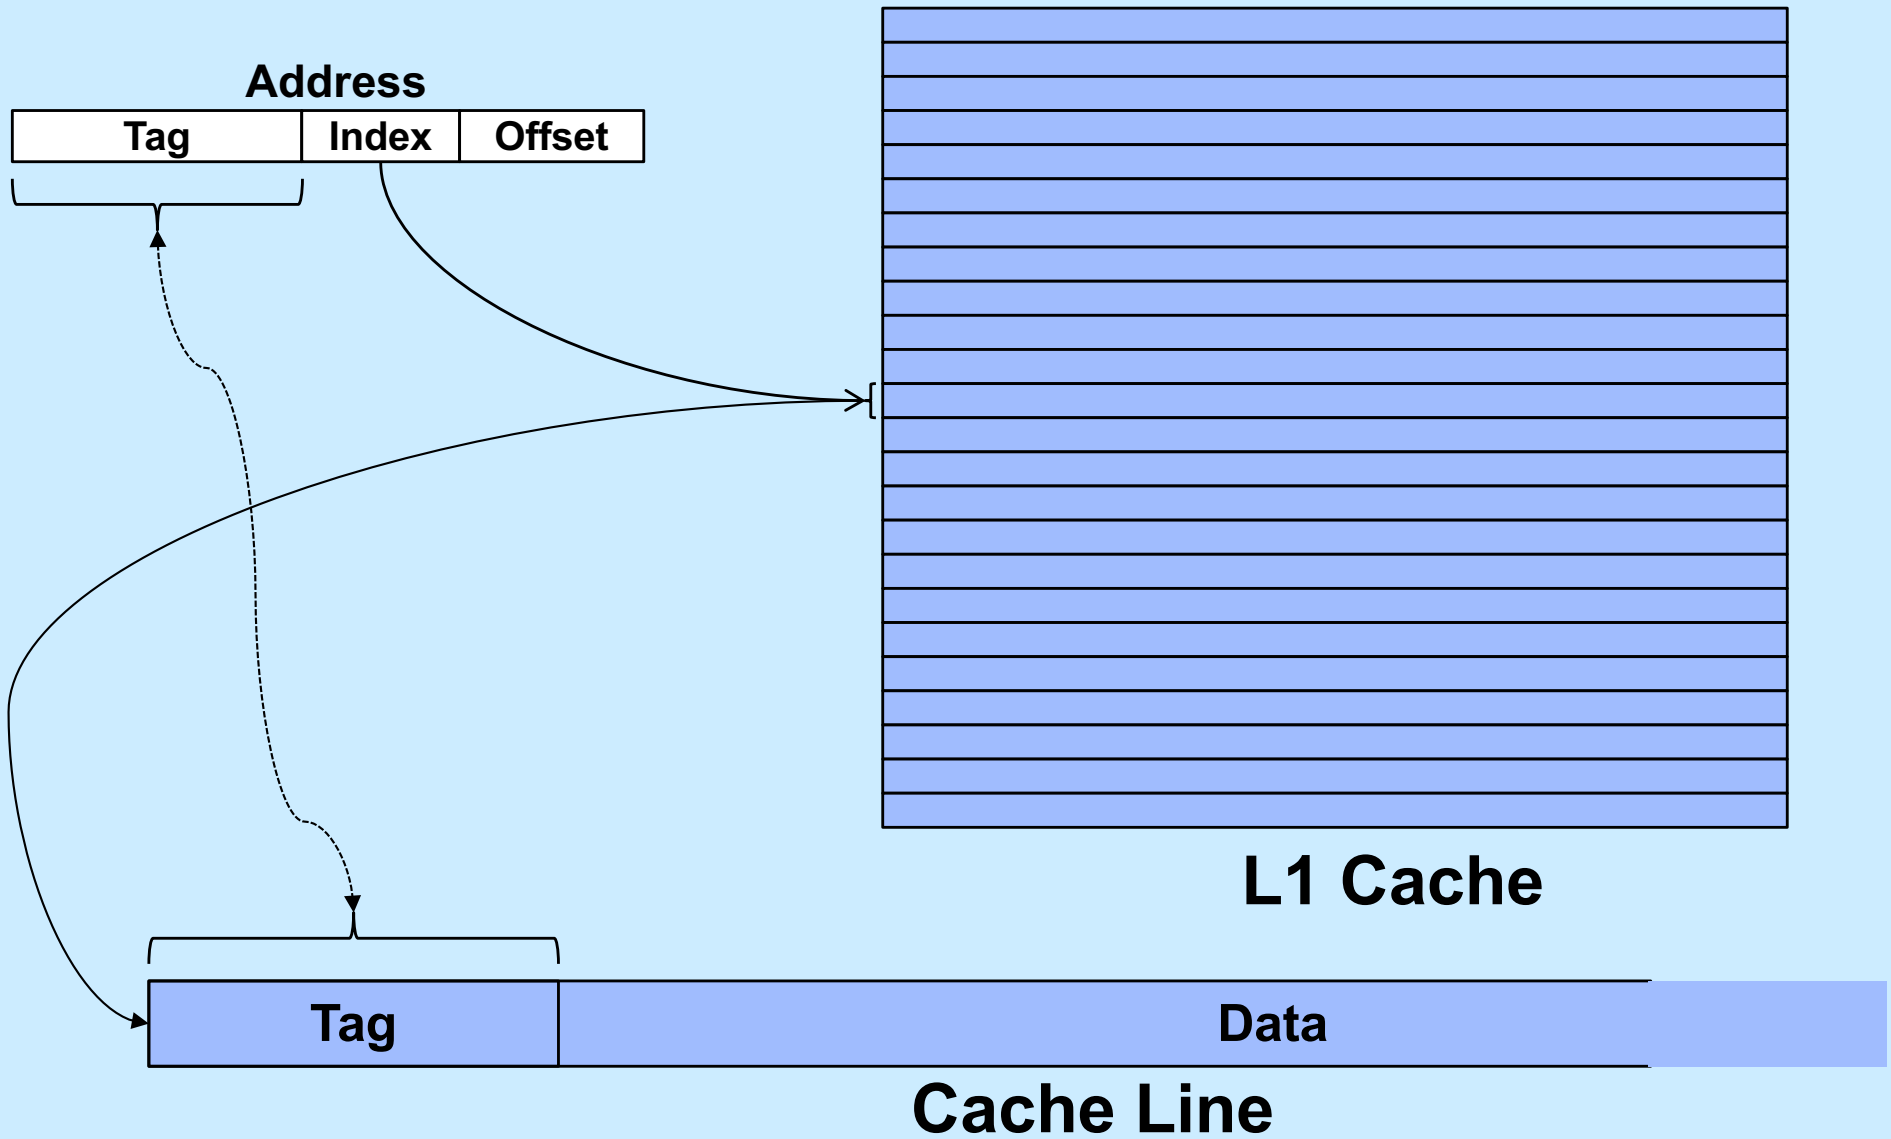 Address
Tag Index Offset
L1 Cache
Tag Data
Cache Line